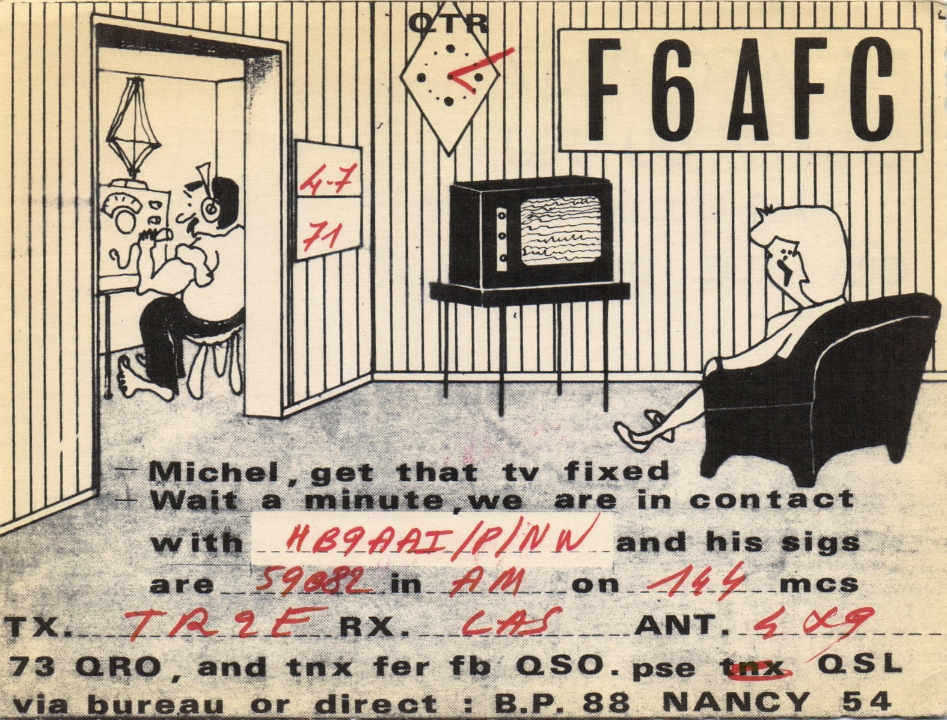 QTR
F6AFC
4-7
71
Michel, get that tv fixed
Wait a minute, we are in contact
with HB9AAI/P/NW and his sigs
are in AM on 144 mcs
TX. TR2E RX. CAS ANT. 4X9
73 QRO, and tnx fer fb QSO. pse tnx QSL
via bureau or direct : B.P. 88 NANCY 54